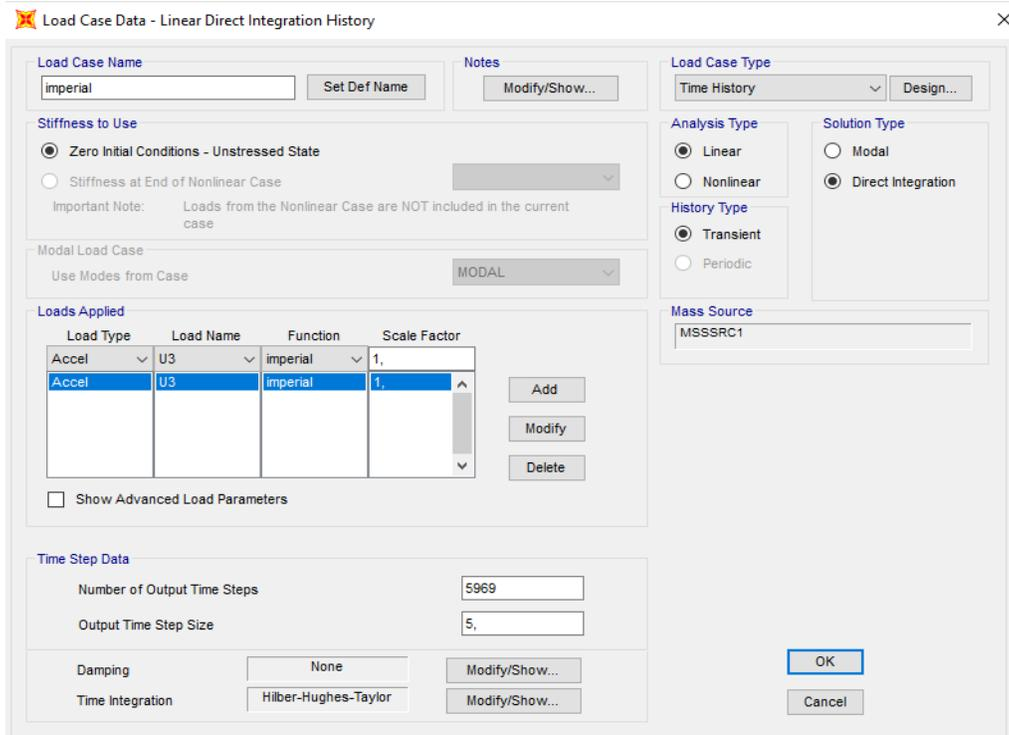 Load Case Data - Linear Direct Integration History
Load Case Name
imperial
Set Def Name
Notes
Modify/Show...
Load Case Type
Time History
Design...
Stiffness to Use
Zero Initial Conditions - Unstressed State
Stiffness at End of Nonlinear Case
Important Note: Loads from the Nonlinear Case are NOT included in the current
case
Analysis Type
Linear
Nonlinear
Solution Type
Modal
Direct Integration
History Type
Transient
Periodic
Modal Load Case
Use Modes from Case
MODAL
Loads Applied
Load Type Load Name Function Scale Factor
Accel U3 imperial 1,
Accel U3 imperial 1,
Add
Modify
Delete
Show Advanced Load Parameters
Mass Source
MSSSRC1
Time Step Data
Number of Output Time Steps 5969
Output Time Step Size 5,
Damping None Modify/Show...
Time Integration Hilber-Hughes-Taylor Modify/Show...
OK
Cancel